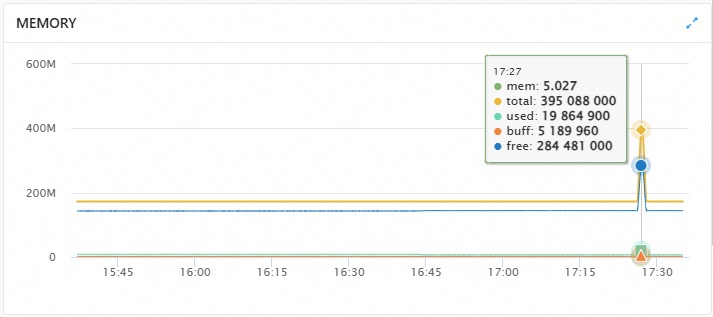 MEMORY
600M
400M
200M
0
17:27
mem: 5.027
total: 395 088 000
used: 19 864 900
buff: 5 189 960
free: 284 481 000
15:45 16:00 16:15 16:30 16:45 17:00 17:15 17:30